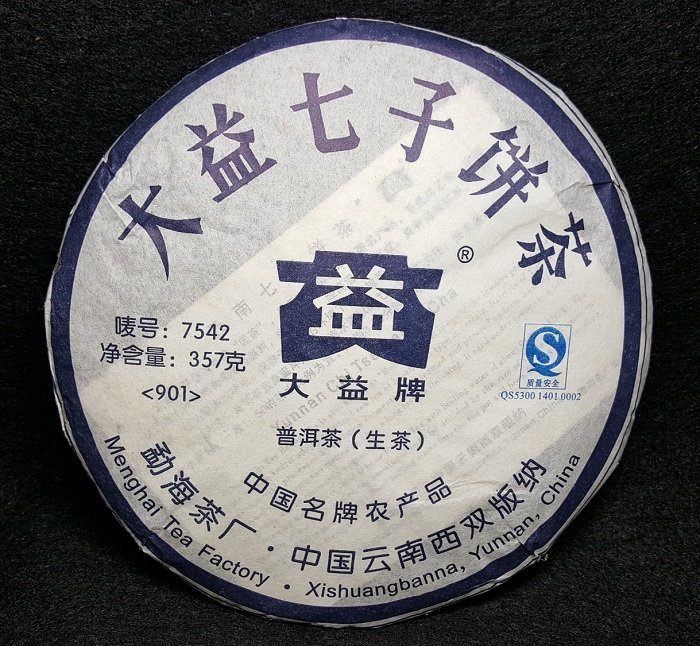 大益七子饼茶
益
®
唛号: 7542
净含量: 357克
<901>
大益牌
普洱茶(生茶)
质量安全
QS5300 1401 0002
中国名牌农产品
勐海茶厂·中国云南西双版纳
Menghai Tea Factory · Xishuangbanna, Yunnan, China